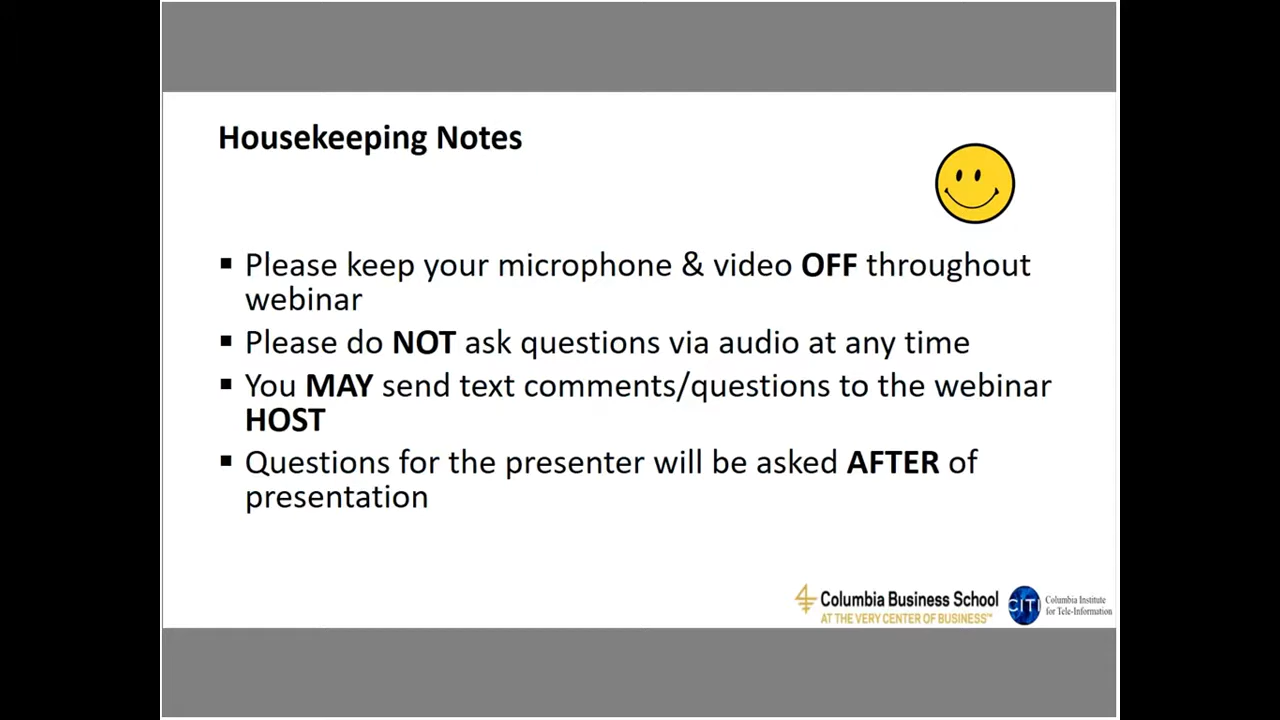 Housekeeping Notes
▪ Please keep your microphone & video OFF throughout
webinar
▪ Please do NOT ask questions via audio at any time
▪ You MAY send text comments/questions to the webinar
HOST
▪ Questions for the presenter will be asked AFTER of
presentation
Columbia Business School
AT THE VERY CENTER OF BUSINESS™
CITI
Columbia Institute
for Tele-Information